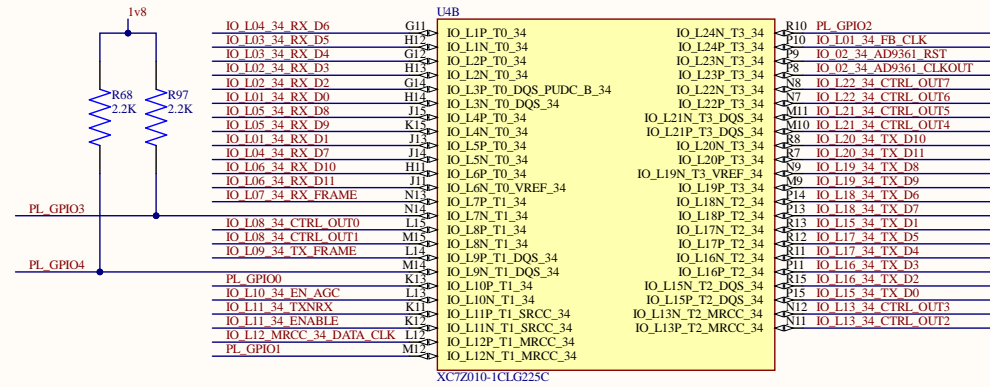 1v8
U4B
R68
2.2K
R97
2.2K
IO_L04_34_RX_D6 G11 IO_L1P_T0_34 IO_L24N_T3_34 R10 PL_GPIO2
IO_L03_34_RX_D5 H12 IO_L1N_T0_34 IO_L24P_T3_34 P10 IO_L01_34_FB_CLK
IO_L03_34_RX_D4 G12 IO_L2P_T0_34 IO_L23N_T3_34 P9 IO_02_34_AD9361_RST
IO_L02_34_RX_D3 H13 IO_L2N_T0_34 IO_L23P_T3_34 P8 IO_02_34_AD9361_CLKOUT
IO_L02_34_RX_D2 G14 IO_L3P_T0_DQS_PUDC_B_34 IO_L22N_T3_34 N8 IO_L22_34_CTRL_OUT7
IO_L01_34_RX_D0 H14 IO_L3N_T0_DQS_34 IO_L22P_T3_34 N7 IO_L22_34_CTRL_OUT6
IO_L05_34_RX_D8 J15 IO_L4P_T0_34 IO_L21N_T3_DQS_34 M11 IO_L21_34_CTRL_OUT5
IO_L05_34_RX_D9 K15 IO_L4N_T0_34 IO_L21P_T3_DQS_34 M10 IO_L21_34_CTRL_OUT4
IO_L01_34_RX_D1 J13 IO_L5P_T0_34 IO_L20N_T3_34 R8 IO_L20_34_TX_D10
IO_L04_34_RX_D7 J14 IO_L5N_T0_34 IO_L20P_T3_34 R7 IO_L20_34_TX_D11
IO_L06_34_RX_D10 H11 IO_L6P_T0_34 IO_L19N_T3_VREF_34 N9 IO_L19_34_TX_D8
IO_L06_34_RX_D11 J11 IO_L6N_T0_VREF_34 IO_L19P_T3_34 M9 IO_L19_34_TX_D9
IO_L07_34_RX_FRAME N13 IO_L7P_T1_34 IO_L18N_T2_34 P14 IO_L18_34_TX_D6
PL_GPIO3 N14 IO_L7N_T1_34 IO_L18P_T2_34 P13 IO_L18_34_TX_D7
IO_L08_34_CTRL_OUT0 L15 IO_L8P_T1_34 IO_L17N_T2_34 R13 IO_L15_34_TX_D1
IO_L08_34_CTRL_OUT1 M15 IO_L8N_T1_34 IO_L17P_T2_34 R12 IO_L17_34_TX_D5
IO_L09_34_TX_FRAME L14 IO_L9P_T1_DQS_34 IO_L16N_T2_34 R11 IO_L17_34_TX_D4
PL_GPIO4 M14 IO_L9N_T1_DQS_34 IO_L16P_T2_34 P11 IO_L16_34_TX_D3
PL_GPIO0 K13 IO_L10P_T1_34 IO_L15N_T2_DQS_34 R15 IO_L16_34_TX_D2
IO_L10_34_EN_AGC L13 IO_L10N_T1_34 IO_L15P_T2_DQS_34 P15 IO_L15_34_TX_D0
IO_L11_34_TXNRX K11 IO_L11P_T1_SRCC_34 IO_L13N_T2_MRCC_34 N12 IO_L13_34_CTRL_OUT3
IO_L11_34_ENABLE K12 IO_L11N_T1_SRCC_34 IO_L13P_T2_MRCC_34 N11 IO_L13_34_CTRL_OUT2
IO_L12_MRCC_34_DATA_CLK L12 IO_L12P_T1_MRCC_34
PL_GPIO1 M12 IO_L12N_T1_MRCC_34
XC7Z010-1CLG225C